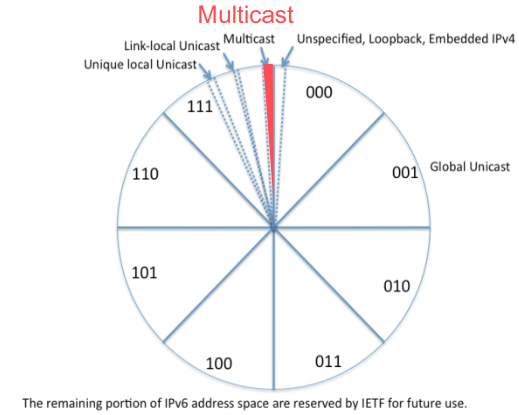 Multicast
Link-local Unicast
Multicast
Unspecified, Loopback, Embedded IPv4
Unique local Unicast
111
000
110
001
Global Unicast
101
010
100
011
The remaining portion of IPv6 address space are reserved by IETF for future use.